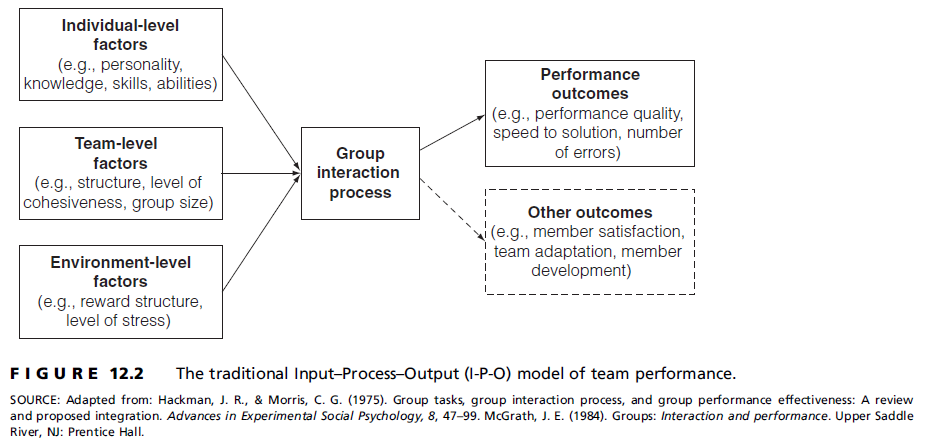 Individual-level
factors
(e.g., personality,
knowledge, skills, abilities)
Team-level
factors
(e.g., structure, level of
cohesiveness, group size)
Environment-level
factors
(e.g., reward structure,
level of stress)
Group
interaction
process
Performance
outcomes
(e.g., performance quality,
speed to solution, number
of errors)
Other outcomes
(e.g., member satisfaction,
team adaptation, member
development)
FIGURE 12.2 The traditional Input–Process–Output (I-P-O) model of team performance.
SOURCE: Adapted from: Hackman, J. R., & Morris, C. G. (1975). Group tasks, group interaction process, and group performance effectiveness: A review
and proposed integration. Advances in Experimental Social Psychology, 8, 47–99. McGrath, J. E. (1984). Groups: Interaction and performance. Upper Saddle
River, NJ: Prentice Hall.